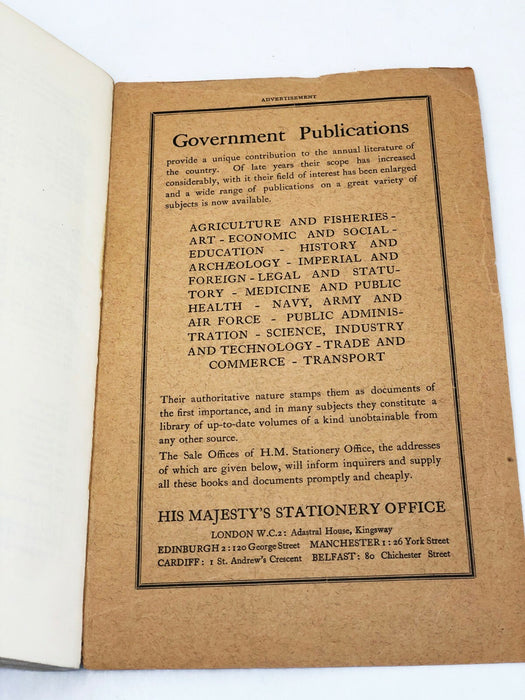 ADVERTISEMENT
Government Publications
provide a unique contribution to the annual literature of
the country. Of late years their scope has increased
considerably, with it their field of interest has been enlarged
and a wide range of publications on a great variety of
subjects is now available.
AGRICULTURE AND FISHERIES -
ART - ECONOMIC AND SOCIAL -
EDUCATION - HISTORY AND
ARCHÆOLOGY - IMPERIAL AND
FOREIGN - LEGAL AND STATU-
TORY - MEDICINE AND PUBLIC
HEALTH - NAVY, ARMY AND
AIR FORCE - PUBLIC ADMINIS-
TRATION - SCIENCE, INDUSTRY
AND TECHNOLOGY - TRADE AND
COMMERCE - TRANSPORT
Their authoritative nature stamps them as documents of
the first importance, and in many subjects they constitute a
library of up-to-date volumes of a kind unobtainable from
any other source.
The Sale Offices of H.M. Stationery Office, the addresses
of which are given below, will inform inquirers and supply
all these books and documents promptly and cheaply.
HIS MAJESTY'S STATIONERY OFFICE
LONDON W.C.2: Adastral House, Kingsway
EDINBURGH 2: 120 George Street MANCHESTER 1: 26 York Street
CARDIFF: 1 St. Andrew's Crescent BELFAST: 80 Chichester Street